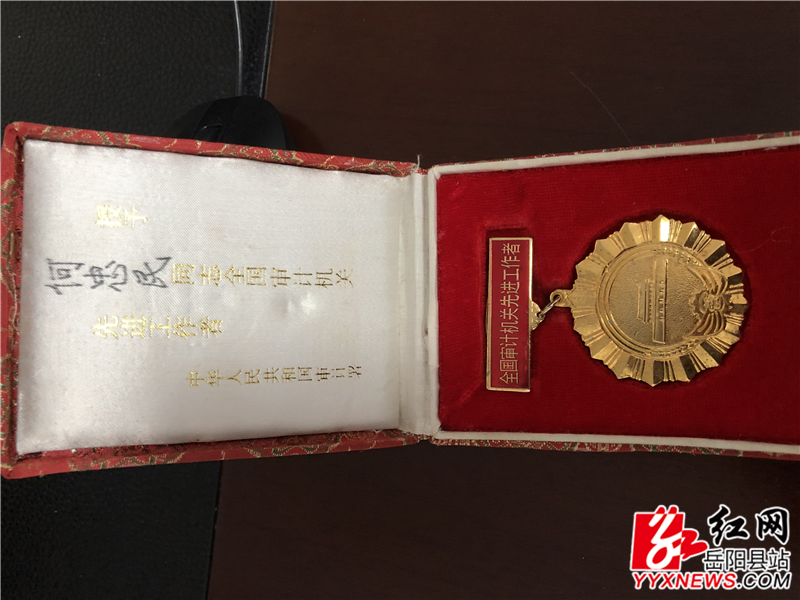 授予
何忠民同志全国审计机关
先进工作者
中华人民共和国审计署
全国审计机关先进工作者
红网
岳阳县站
YYXNEWS.com